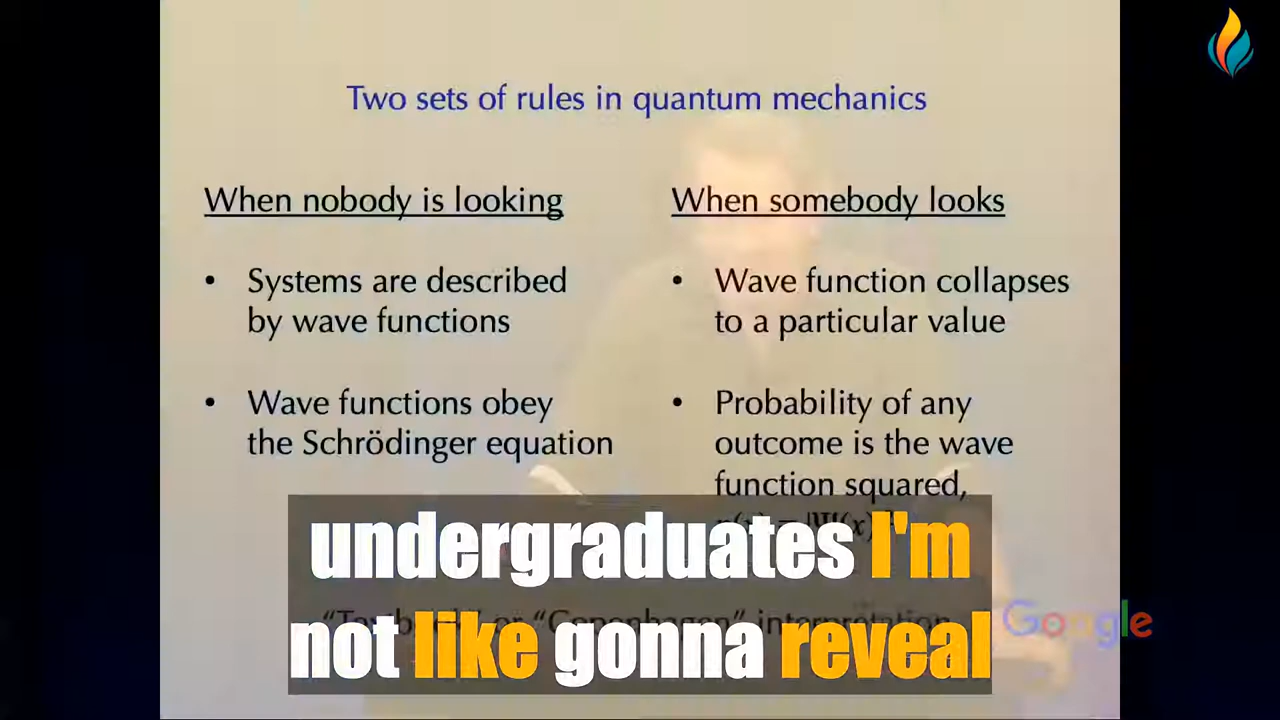 Two sets of rules in quantum mechanics
When nobody is looking
• Systems are described
by wave functions
• Wave functions obey
the Schrödinger equation
When somebody looks
• Wave function collapses
to a particular value
• Probability of any
outcome is the wave
function squared,
undergraduates I'm
not like gonna reveal
interpretation
Google